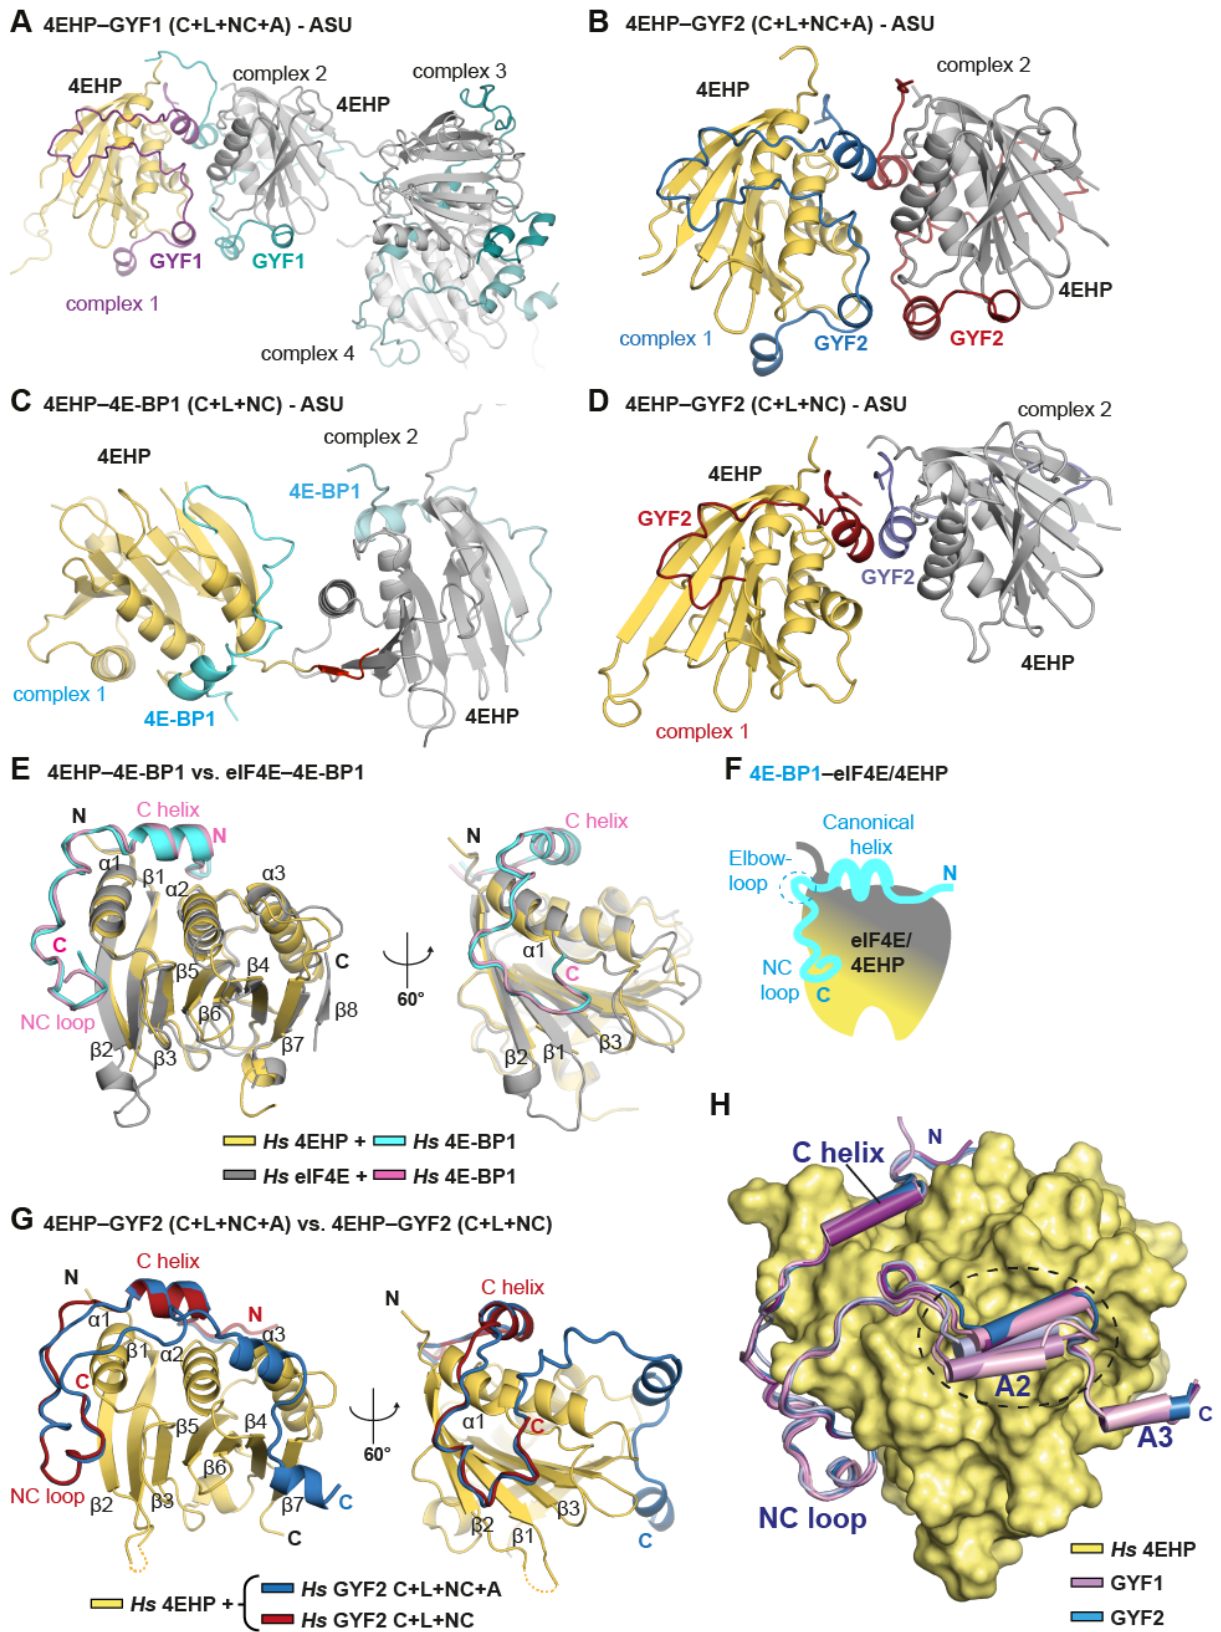 A 4EHP–GYF1 (C+L+NC+A) - ASU
4EHP
complex 2
4EHP
complex 3
GYF1
GYF1
complex 1
complex 4
B 4EHP–GYF2 (C+L+NC+A) - ASU
4EHP
complex 2
4EHP
complex 1
GYF2
GYF2
C 4EHP–4E-BP1 (C+L+NC) - ASU
complex 2
4EHP
4E-BP1
complex 1
4E-BP1
4EHP
D 4EHP–GYF2 (C+L+NC) - ASU
complex 2
4EHP
GYF2
GYF2
4EHP
complex 1
E 4EHP–4E-BP1 vs. eIF4E–4E-BP1
N
C helix
N
α1
β1
α2
α3
C
β5
β4
C
β6
β8
NC loop
β2
β3
β7
60°
N
C helix
α1
C
β2
β1
β3
Hs 4EHP + Hs 4E-BP1
Hs eIF4E + Hs 4E-BP1
F 4E-BP1–eIF4E/4EHP
Canonical
helix
Elbow-
loop
N
eIF4E/
4EHP
NC
loop
C
G 4EHP–GYF2 (C+L+NC+A) vs. 4EHP–GYF2 (C+L+NC)
C helix
N
α1
N
β1
α2
α3
C
β5
β4
β6
NC loop
β2
β3
β7
C
C
60°
N
C helix
α1
C
β2
β1
β3
C
Hs 4EHP +
Hs GYF2 C+L+NC+A
Hs GYF2 C+L+NC
H
N
C helix
A2
A3
C
NC loop
Hs 4EHP
GYF1
GYF2